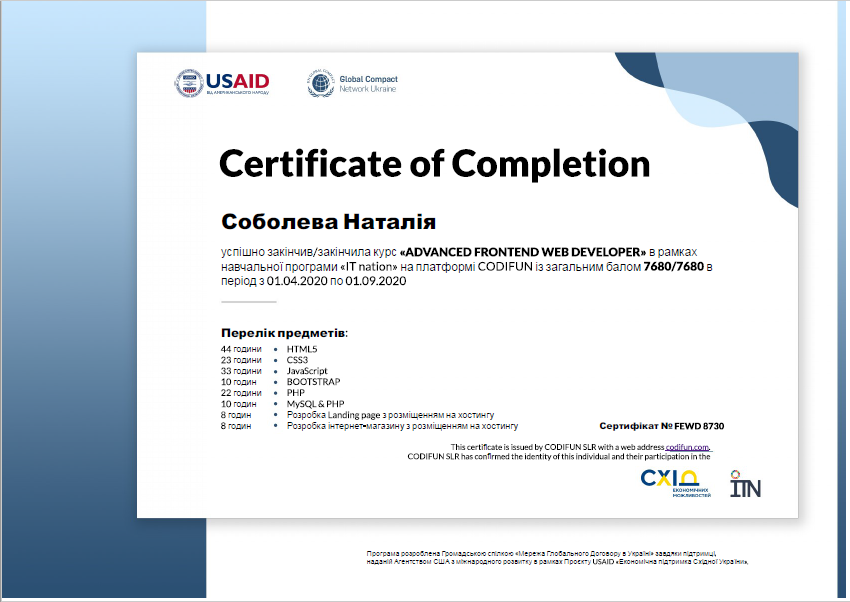 USAID
ВІД АМЕРИКАНСЬКОГО НАРОДУ
Global Compact
Network Ukraine
Certificate of Completion
Соболева Наталія
успішно закінчив/закінчила курс «ADVANCED FRONTEND WEB DEVELOPER» в рамках
навчальної програми «IT nation» на платформі CODIFUN із загальним балом 7680/7680 в
період з 01.04.2020 по 01.09.2020
Перелік предметів:
44 години • HTML5
23 години • CSS3
33 години • JavaScript
10 годин • BOOTSTRAP
22 години • PHP
10 годин • MySQL & PHP
8 годин • Розробка Landing page з розміщенням на хостингу
8 годин • Розробка інтернет-магазину з розміщенням на хостингу
Сертифікат № FEWD 8730
This certificate is issued by CODIFUN SLR with a web address codifun.com.
CODIFUN SLR has confirmed the identity of this individual and their participation in the
СХІД
ЕКОНОМІЧНИХ
МОЖЛИВОСТЕЙ
ITN
Програма розроблена Громадською спілкою «Мережа Глобального Договору в Україні» завдяки підтримці,
наданій Агентством США з міжнародного розвитку в рамках Проєкту USAID «Економічна підтримка Східної України».